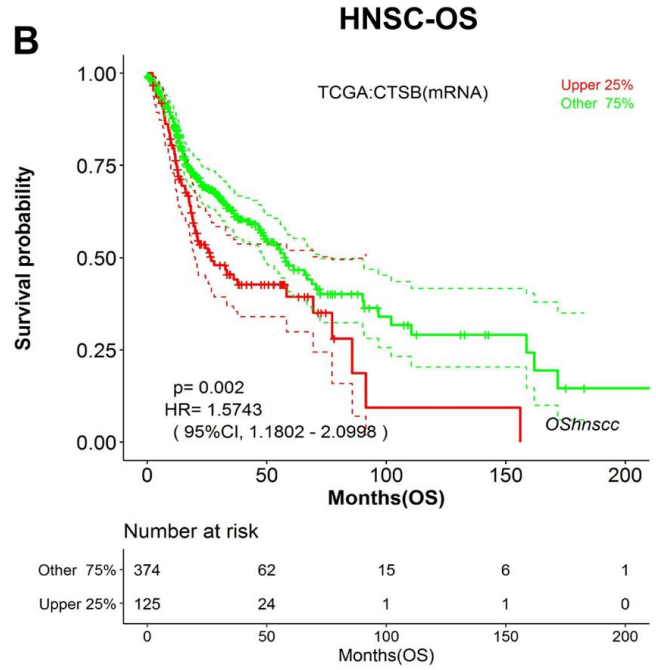 HNSC-OS
B
TCGA:CTSB(mRNA)
Upper 25%
Other 75%
Survival probability
1.00
0.75
0.50
0.25
0.00
p= 0.002
HR= 1.5743
( 95%CI, 1.1802 - 2.0998 )
OShnscc
0 50 100 150 200
Months(OS)
Number at risk
Other 75% 374 62 15 6 1
Upper 25% 125 24 1 1 0
0 50 100 150 200
Months(OS)